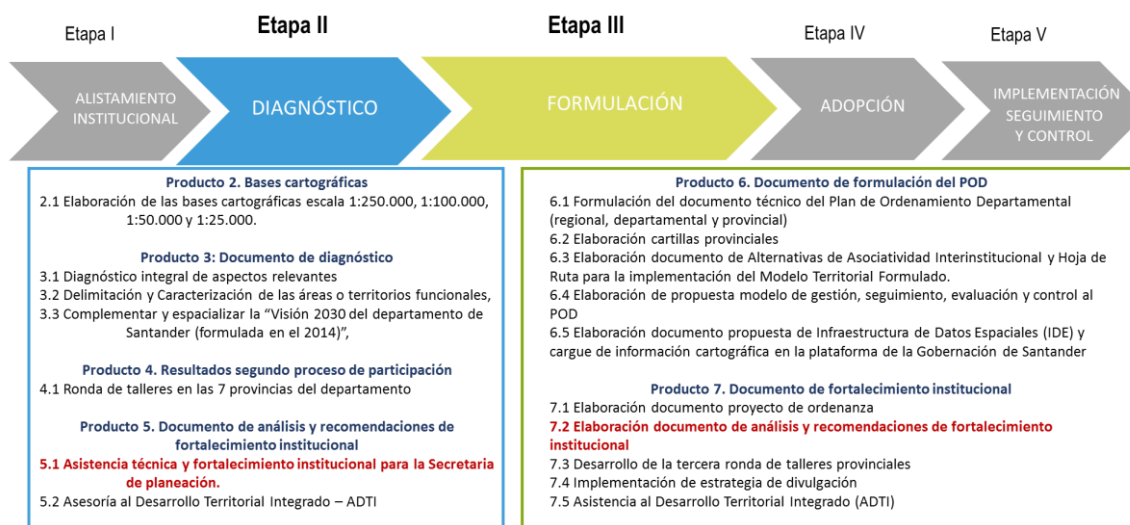 Etapa I
Etapa II
Etapa III
Etapa IV
Etapa V
ALISTAMIENTO
INSTITUCIONAL
DIAGNÓSTICO
FORMULACIÓN
ADOPCIÓN
IMPLEMENTACIÓN
SEGUIMIENTO
Y CONTROL
Producto 2. Bases cartográficas
2.1 Elaboración de las bases cartográficas escala 1:250.000, 1:100.000,
1:50.000 y 1:25.000.
Producto 3: Documento de diagnóstico
3.1 Diagnóstico integral de aspectos relevantes
3.2 Delimitación y Caracterización de las áreas o territorios funcionales,
3.3 Complementar y espacializar la “Visión 2030 del departamento de
Santander (formulada en el 2014)”,
Producto 4. Resultados segundo proceso de participación
4.1 Ronda de talleres en las 7 provincias del departamento
Producto 5. Documento de análisis y recomendaciones de
fortalecimiento institucional
5.1 Asistencia técnica y fortalecimiento institucional para la Secretaria
de planeación.
5.2 Asesoría al Desarrollo Territorial Integrado – ADTI
Producto 6. Documento de formulación del POD
6.1 Formulación del documento técnico del Plan de Ordenamiento Departamental
(regional, departamental y provincial)
6.2 Elaboración cartillas provinciales
6.3 Elaboración documento de Alternativas de Asociatividad Interinstitucional y Hoja de
Ruta para la implementación del Modelo Territorial Formulado.
6.4 Elaboración de propuesta modelo de gestión, seguimiento, evaluación y control al
POD
6.5 Elaboración documento propuesta de Infraestructura de Datos Espaciales (IDE) y
cargue de información cartográfica en la plataforma de la Gobernación de Santander
Producto 7. Documento de fortalecimiento institucional
7.1 Elaboración documento proyecto de ordenanza
7.2 Elaboración documento de análisis y recomendaciones de fortalecimiento
institucional
7.3 Desarrollo de la tercera ronda de talleres provinciales
7.4 Implementación de estrategia de divulgación
7.5 Asistencia al Desarrollo Territorial Integrado (ADTI)